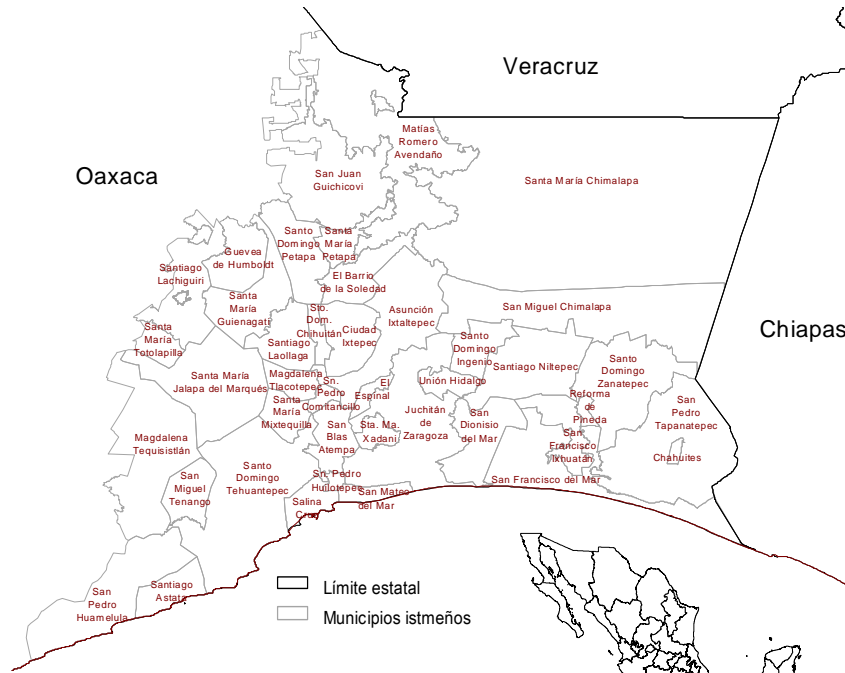 Veracruz
Oaxaca
Chiapas
Matías
Romero
Avendaño
San Juan
Guichicovi
Santa María Chimalapa
Santo
Domingo
Petapa
Santa
María
Petapa
Guevea
de Humboldt
Santiago
Lachiguiri
El Barrio
de la Soledad
Santa
María
Guienagati
Sto.
Dom.
Chihuitán
Ciudad
Ixtepec
Asunción
Ixtaltepec
San Miguel Chimalapa
Santa
María
Totolapilla
Santiago
Laollaga
Santo
Domingo
Ingenio
Santiago Niltepec
Santo
Domingo
Zanatepec
Santa María
Jalapa del Marqués
Magdalena
Tlacotepec
Sn.
Pedro
Comitancillo
El
Espinal
Unión Hidalgo
Reforma
de
Pineda
San
Pedro
Tapanatepec
Santa
María
Mixtequilla
San
Blas
Atempa
Sta. Ma.
Xadani
Juchitán
de
Zaragoza
San
Dionisio
del Mar
San
Francisco
Ixhuatán
Chahuites
Magdalena
Tequisistlán
San
Miguel
Tenango
Santo
Domingo
Tehuantepec
Sn. Pedro
Huilotepec
Salina
Cruz
San Mateo
del Mar
San Francisco del Mar
San
Pedro
Huamelula
Santiago
Astata
Límite estatal
Municipios istmeños